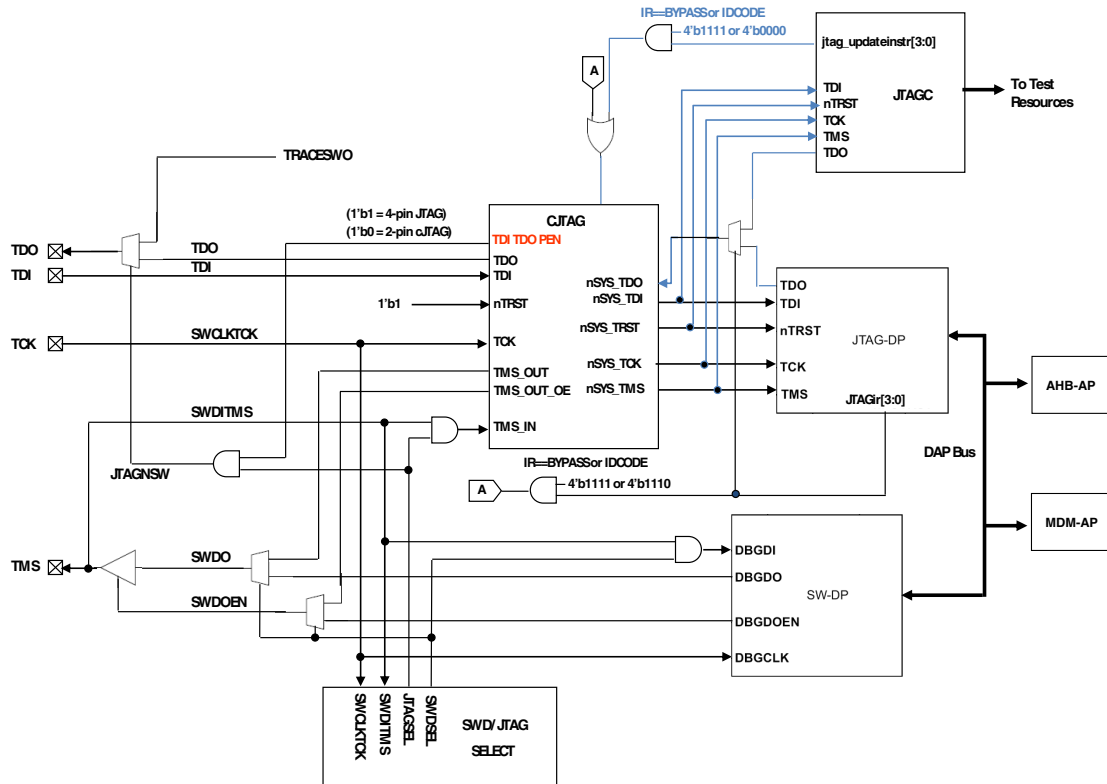 IR==BYPASSor IDCODE
4'b1111 or 4'b0000
jtag_updateinstr[3:0]
A
TDI
nTRST
JTAGC
TCK
TMS
TDO
To Test
Resources
TRACESWO
(1'b1 = 4-pin JTAG)
(1'b0 = 2-pin cJTAG)
CJTAG
TDI TDO PEN
TDO
TDO
TDO
TDI
TDI
TDI
nSYS_TDO
nSYS_TDI
TDO
TDI
1'b1
nTRST
nSYS_TRST
nTRST
TCK
SWCLKTCK
TCK
nSYS_TCK
JTAG-DP
TCK
TMS_OUT
TMS_OUT_OE
nSYS_TMS
TMS
JTAGir[3:0]
AHB-AP
SWDITMS
TMS_IN
DAP Bus
IR==BYPASSor IDCODE
4'b1111 or 4'b1110
A
JTAGNSW
MDM-AP
TMS
SWDO
DBGDI
DBGDO
SW-DP
SWDOEN
DBGDOEN
DBGCLK
SWCLKTCK
SWDITMS
JTAGSEL
SWDSEL
SWD/JTAG
SELECT